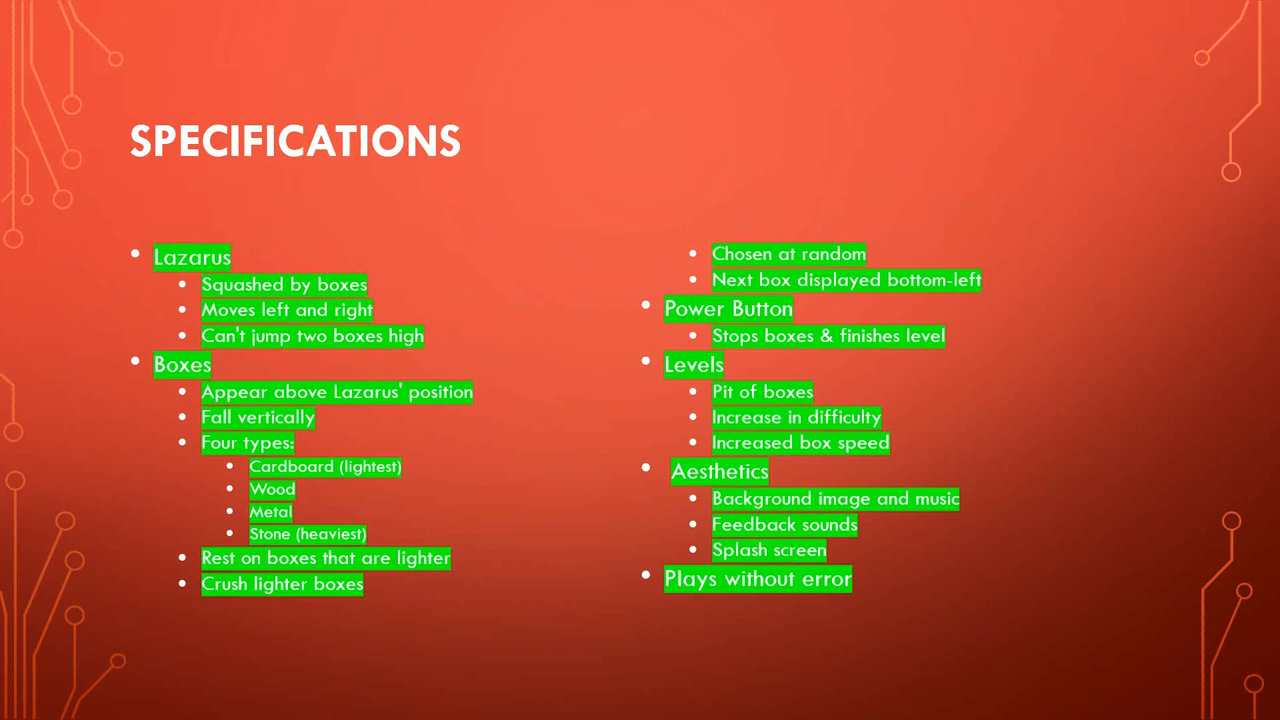 SPECIFICATIONS
• Lazarus
• Squashed by boxes
• Moves left and right
• Can't jump two boxes high
• Boxes
• Appear above Lazarus' position
• Fall vertically
• Four types:
• Cardboard (lightest)
• Wood
• Metal
• Stone (heaviest)
• Rest on boxes that are lighter
• Crush lighter boxes
• Chosen at random
• Next box displayed bottom-left
• Power Button
• Stops boxes & finishes level
• Levels
• Pit of boxes
• Increase in difficulty
• Increased box speed
• Aesthetics
• Background image and music
• Feedback sounds
• Splash screen
• Plays without error